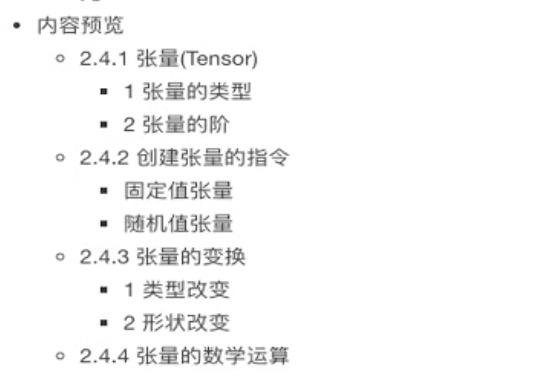 内容预览
2.4.1 张量(Tensor)
1 张量的类型
2 张量的阶
2.4.2 创建张量的指令
固定值张量
随机值张量
2.4.3 张量的变换
1 类型改变
2 形状改变
2.4.4 张量的数学运算